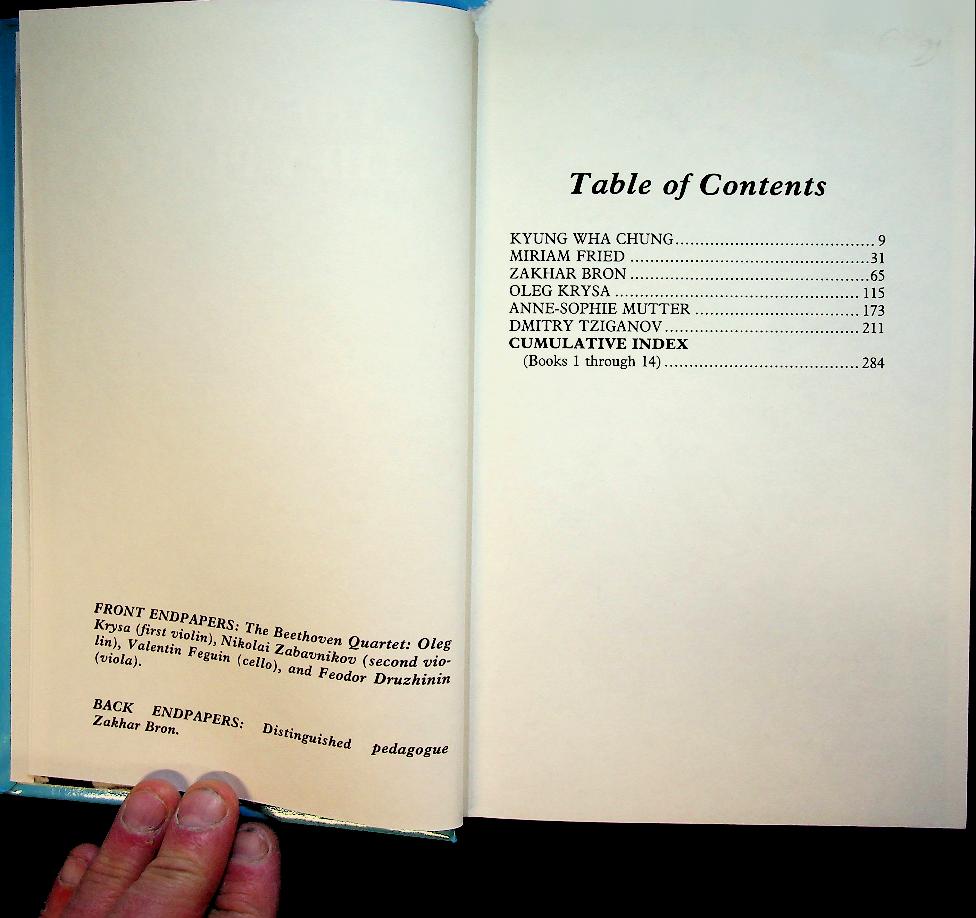 FRONT ENDPAPERS: The Beethoven Quartet: Oleg
Krysa (first violin), Nikolai Zabavnikov (second vio-
lin), Valentin Feguin (cello), and Feodor Druzhinin
(viola).
BACK ENDPAPERS: Distinguished pedagogue
Zakhar Bron.
Table of Contents
KYUNG WHA CHUNG 9
MIRIAM FRIED 31
ZAKHAR BRON 65
OLEG KRYSA 115
ANNE-SOPHIE MUTTER 173
DMITRY TZIGANOV 211
CUMULATIVE INDEX
(Books 1 through 14) 284